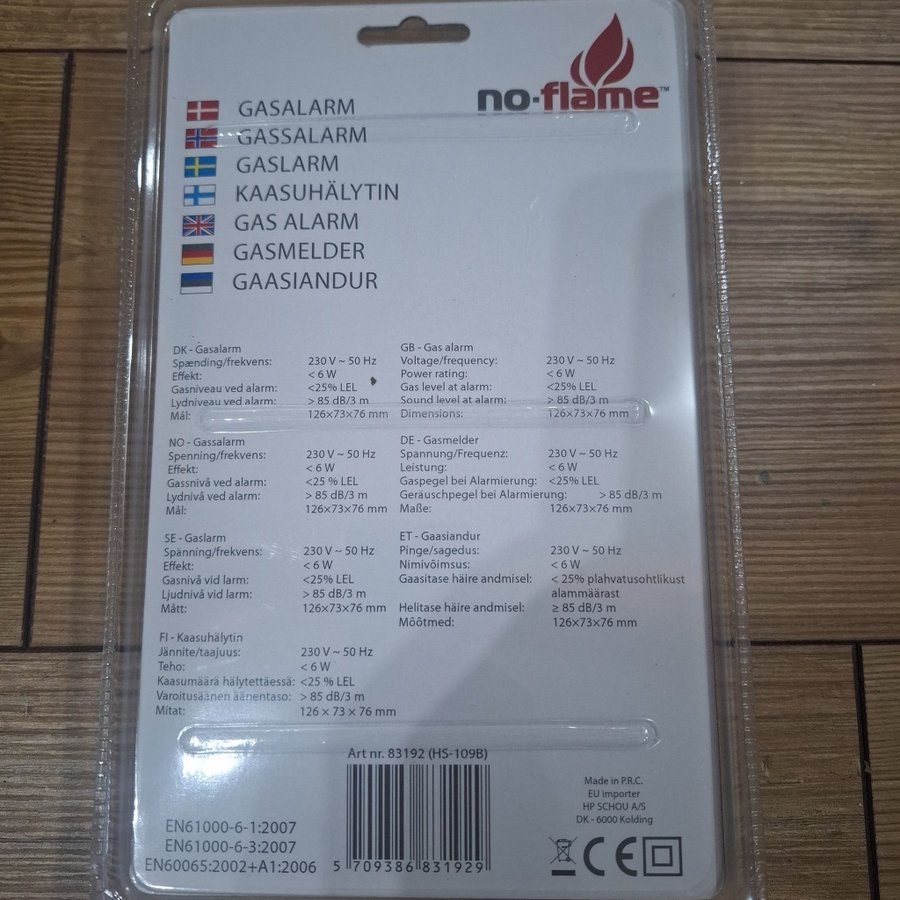 no-flame™
GASALARM
GASSALARM
GASLARM
KAASUHÄLYTIN
GAS ALARM
GASMELDER
GAASIANDUR
DK - Gasalarm
Spænding/frekvens: 230 V ~ 50 Hz
Effekt: < 6 W
Gasniveau ved alarm: <25% LEL
Lydniveau ved alarm: > 85 dB/3 m
Mål: 126×73×76 mm
NO - Gassalarm
Spenning/frekvens: 230 V ~ 50 Hz
Effekt: < 6 W
Gassnivå ved alarm: <25 % LEL
Lydnivå ved alarm: > 85 dB/3 m
Mål: 126×73×76 mm
SE - Gaslarm
Spänning/frekvens: 230 V ~ 50 Hz
Effekt: < 6 W
Gasnivå vid larm: <25% LEL
Ljudnivå vid larm: > 85 dB/3 m
Mått: 126×73×76 mm
FI - Kaasuhälytin
Jännite/taajuus: 230 V ~ 50 Hz
Teho: < 6 W
Kaasumäärä hälytettäessä: <25 % LEL
Varoitusäänen äänentaso: > 85 dB/3 m
Mitat: 126 × 73 × 76 mm
GB - Gas alarm
Voltage/frequency: 230 V ~ 50 Hz
Power rating: < 6 W
Gas level at alarm: <25% LEL
Sound level at alarm: > 85 dB/3 m
Dimensions: 126×73×76 mm
DE - Gasmelder
Spannung/Frequenz: 230 V ~ 50 Hz
Leistung: < 6 W
Gaspegel bei Alarmierung: <25% LEL
Geräuschpegel bei Alarmierung: > 85 dB/3 m
Maße: 126×73×76 mm
ET - Gaasiandur
Pinge/sagedus: 230 V ~ 50 Hz
Nimivõimsus: < 6 W
Gaasitase häire andmisel: < 25% plahvatusohtlikust
alammäärast
Helitase häire andmisel: ≥ 85 dB/3 m
Mõõtmed: 126×73×76 mm
Art nr. 83192 (HS-109B)
5 709386 831929
EN61000-6-1:2007
EN61000-6-3:2007
EN60065:2002+A1:2006
Made in P.R.C.
EU importer
HP SCHOU A/S
DK - 6000 Kolding
CE